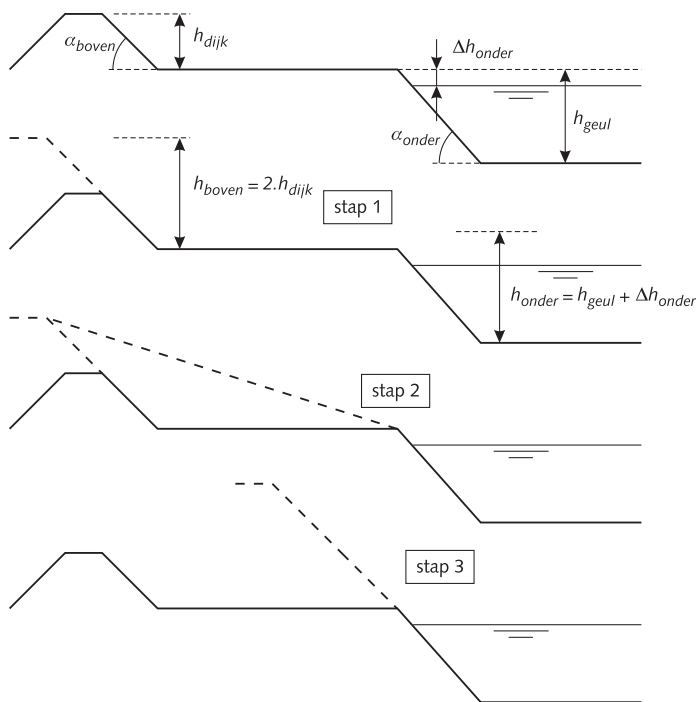 α_boven
h_dijk
Δh_onder
h_geul
α_onder
h_boven = 2.h_dijk
stap 1
h_onder = h_geul + Δh_onder
stap 2
stap 3